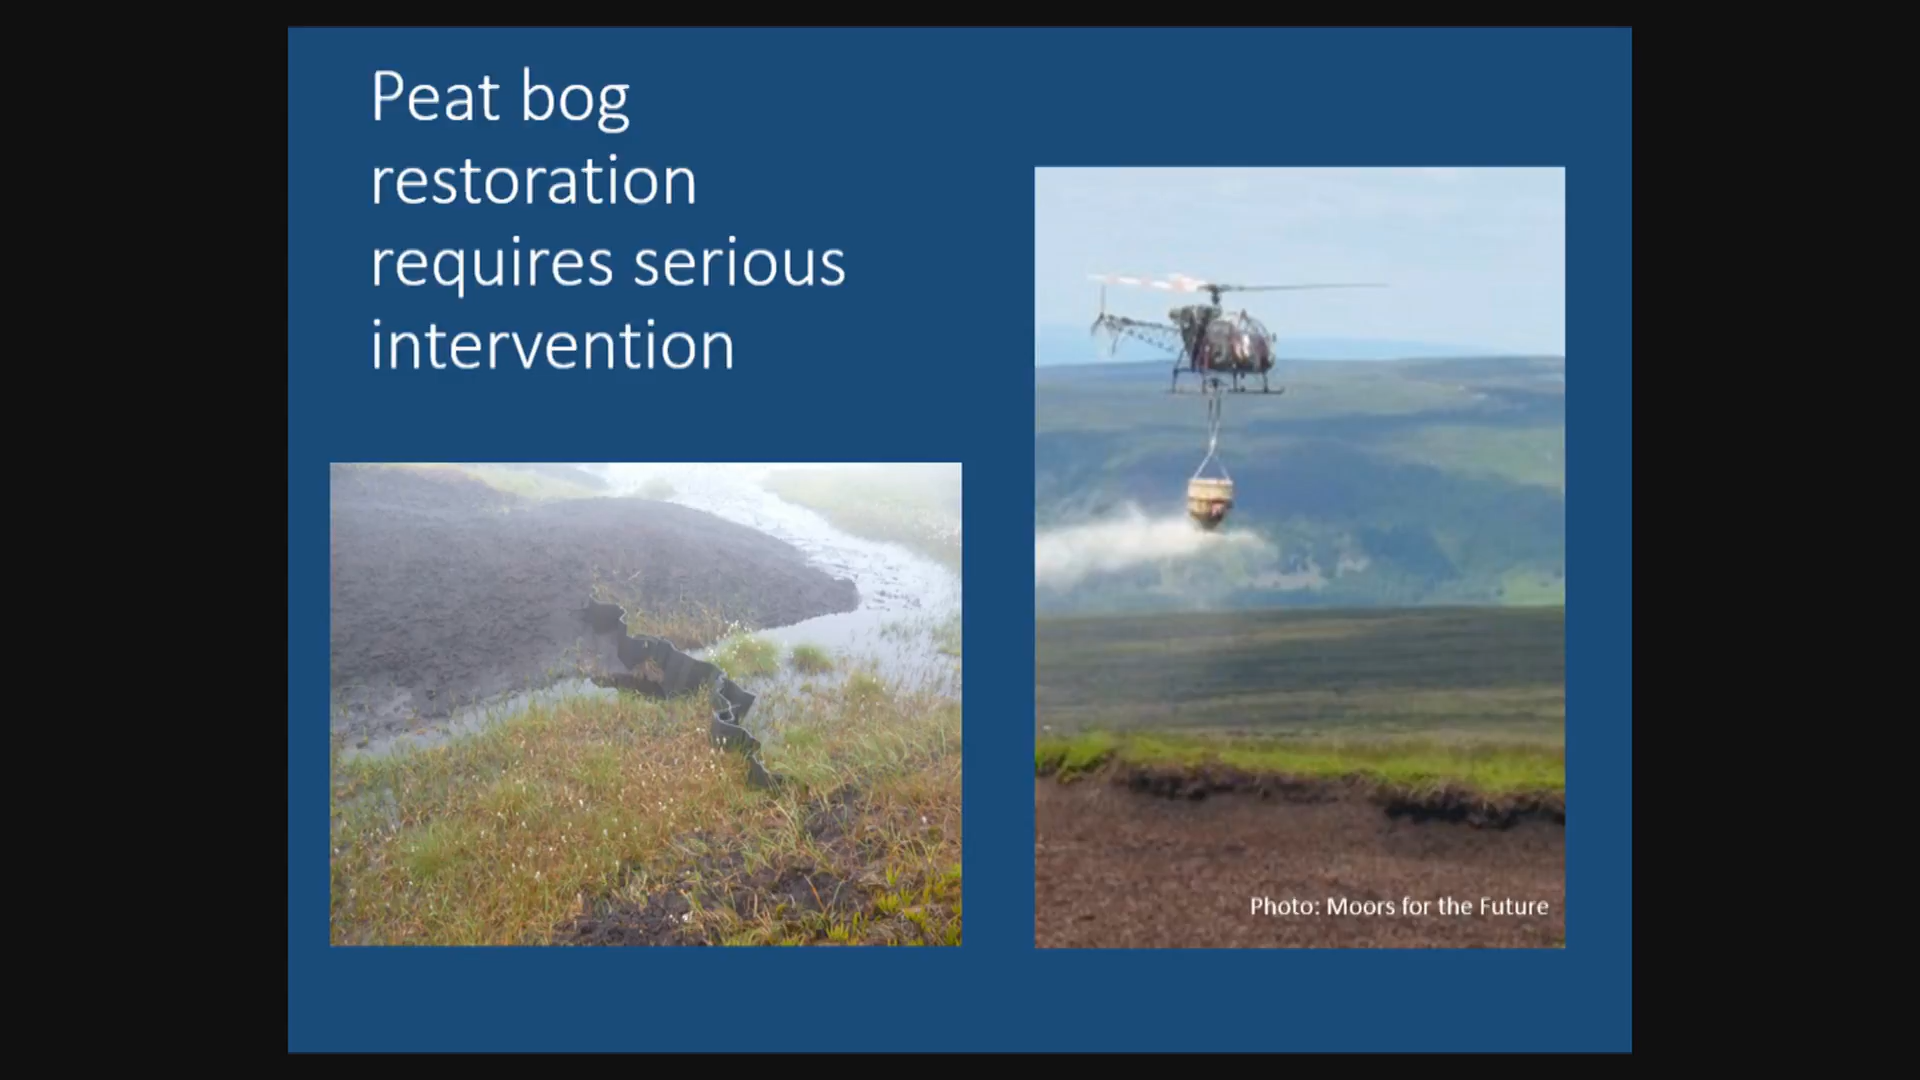 Peat bog
restoration
requires serious
intervention
Photo: Moors for the Future